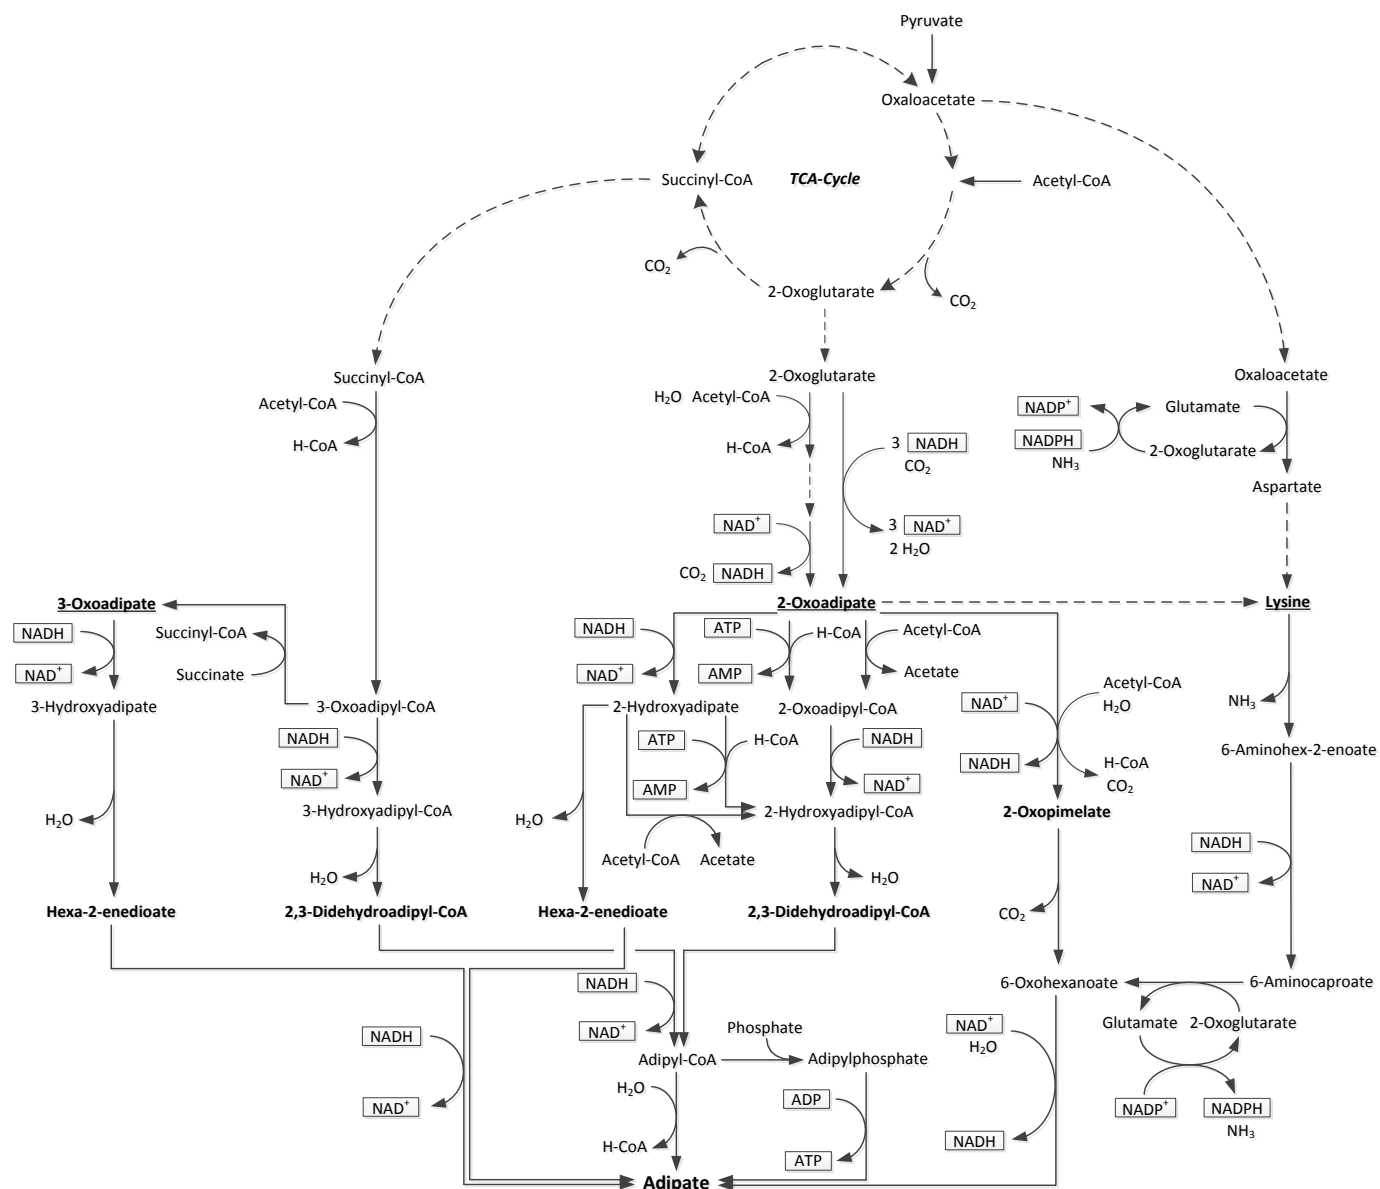 Pyruvate
Oxaloacetate
Succinyl-CoA
TCA-Cycle
Acetyl-CoA
CO₂
2-Oxoglutarate
CO₂
Succinyl-CoA
2-Oxoglutarate
Oxaloacetate
Acetyl-CoA
H₂O Acetyl-CoA
NADP⁺
Glutamate
H-CoA
H-CoA
3 NADH
CO₂
NADPH
NH₃
2-Oxoglutarate
Aspartate
NAD⁺
3 NAD⁺
2 H₂O
CO₂ NADH
3-Oxoadipate
2-Oxoadipate
Lysine
NADH
Succinyl-CoA
NADH
ATP
H-CoA
Acetyl-CoA
NAD⁺
Succinate
NAD⁺
AMP
Acetate
Acetyl-CoA
H₂O
NAD⁺
NH₃
3-Hydroxyadipate
3-Oxoadipyl-CoA
2-Hydroxyadipate
2-Oxoadipyl-CoA
NADH
ATP
H-CoA
NADH
6-Aminohex-2-enoate
NAD⁺
AMP
NAD⁺
NADH
H-CoA
CO₂
H₂O
3-Hydroxyadipyl-CoA
H₂O
2-Hydroxyadipyl-CoA
2-Oxopimelate
NADH
Acetyl-CoA
Acetate
H₂O
H₂O
NAD⁺
Hexa-2-enedioate
2,3-Didehydroadipyl-CoA
Hexa-2-enedioate
2,3-Didehydroadipyl-CoA
CO₂
NADH
6-Oxohexanoate
6-Aminocaproate
NADH
NAD⁺
Phosphate
NAD⁺
H₂O
Glutamate
2-Oxoglutarate
Adipyl-CoA
Adipylphosphate
NAD⁺
H₂O
ADP
NADP⁺
NADPH
NH₃
H-CoA
ATP
NADH
Adipate